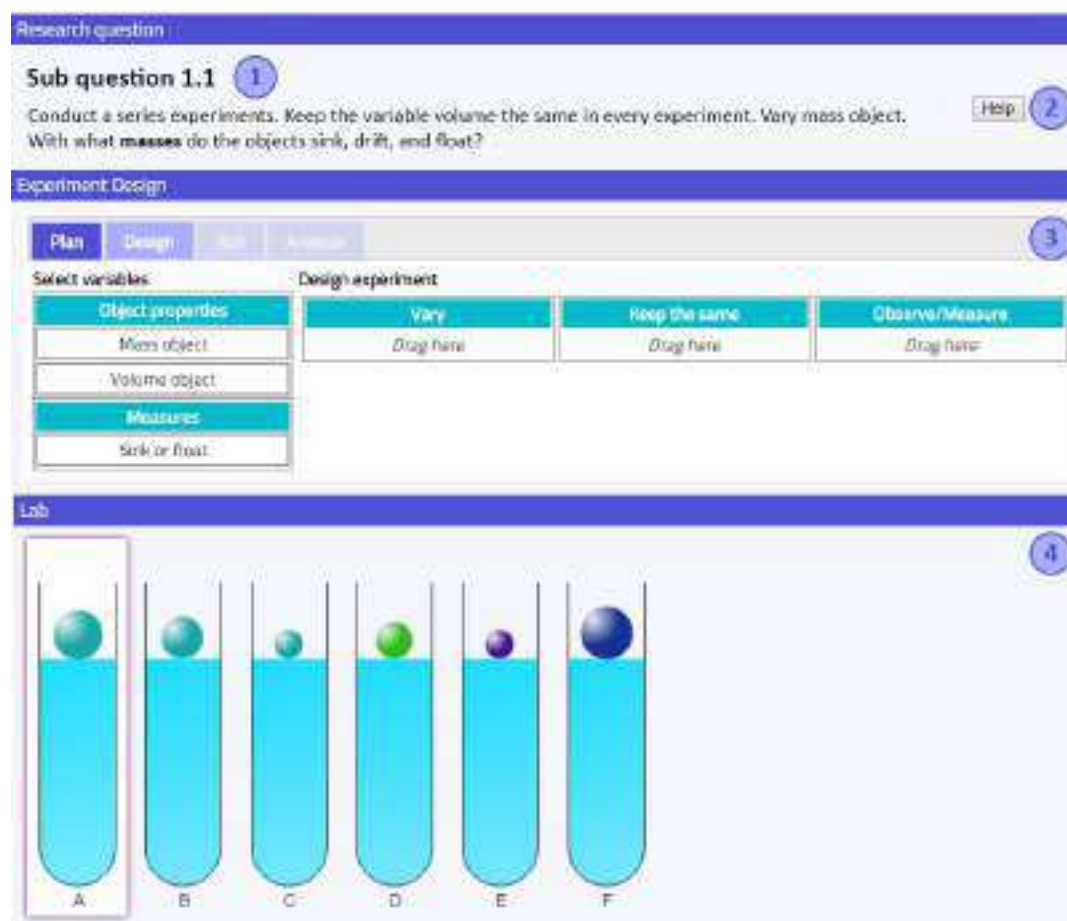 Research question
Sub question 1.1
1
Conduct a series experiments. Keep the variable volume the same in every experiment. Vary mass object.
With what masses do the objects sink, drift, and float?
Help
2
Experiment Design
Plan
Design
3
Select variables
Design experiment
Object properties
Vary
Keep the same
Observe/Measure
Mass object
Drag here
Drag here
Drag here
Volume object
Measures
Sink or float
Lab
4
A
B
C
D
E
F